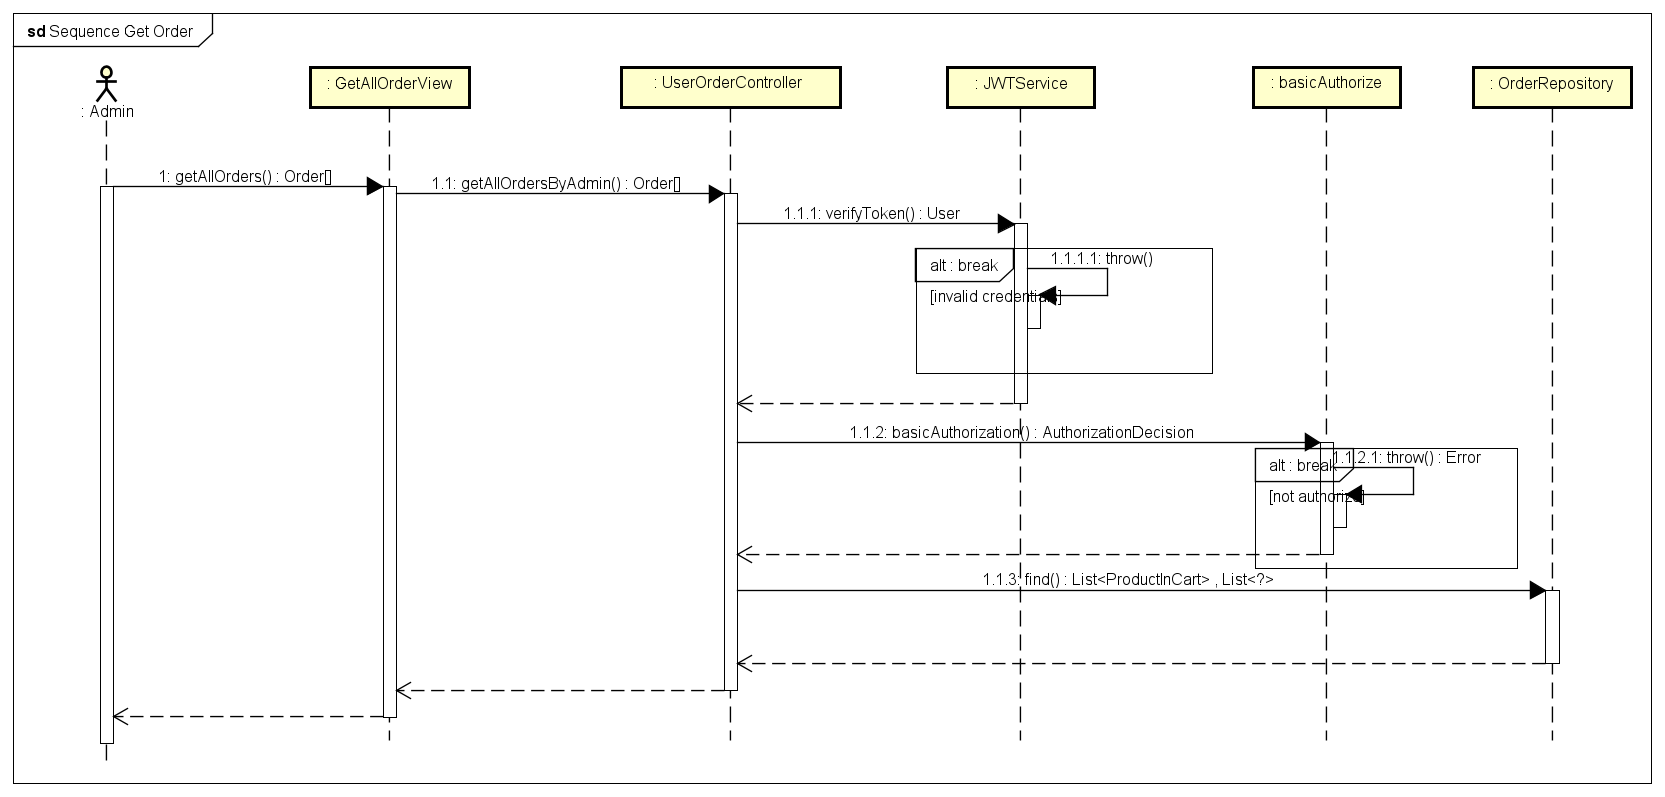 sd Sequence Get Order
: Admin
: GetAllOrderView
: UserOrderController
: JWTService
: basicAuthorize
: OrderRepository
1: getAllOrders() : Order[]
1.1: getAllOrdersByAdmin() : Order[]
1.1.1: verifyToken() : User
alt : break
1.1.1.1: throw()
[invalid credentials]
1.1.2: basicAuthorization() : AuthorizationDecision
alt : break
1.1.2.1: throw() : Error
[not authorize]
1.1.3: find() : List<ProductInCart> , List<?>